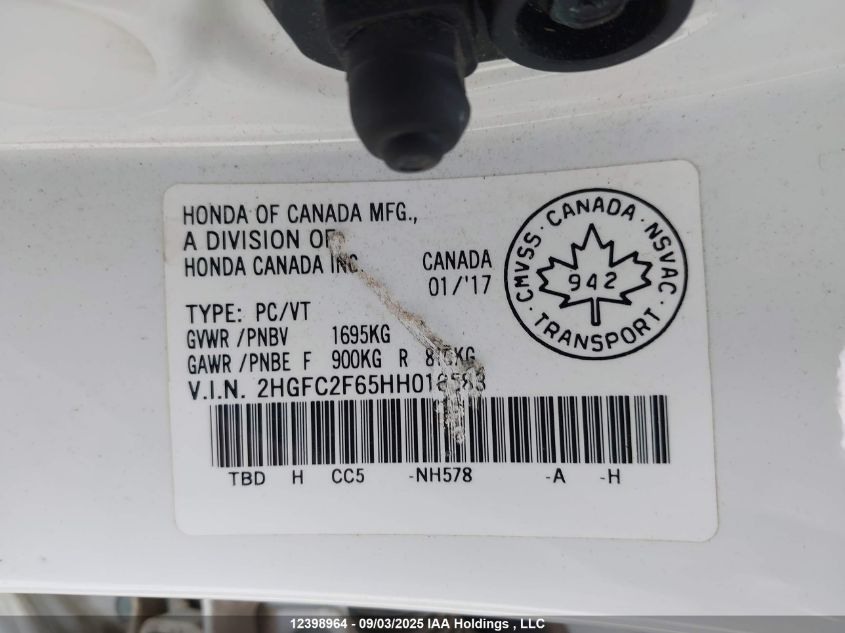 HONDA OF CANADA MFG.,
A DIVISION OF
HONDA CANADA INC.
CANADA
01/'17
TYPE: PC/VT
GVWR /PNBV 1695KG
GAWR /PNBE F 900KG R
V.I.N.
TBD H CC5 -NH578 -A -H
CMVSS · CANADA · NSVAC
942
· TRANSPORT ·
12398964 - 09/03/2025 IAA Holdings , LLC